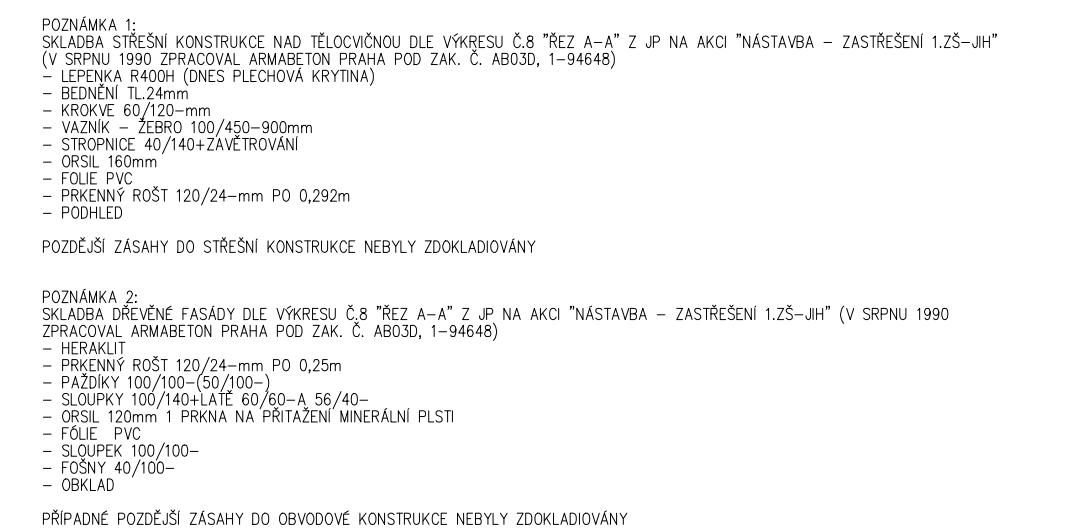 POZNÁMKA 1:
SKLADBA STŘEŠNÍ KONSTRUKCE NAD TĚLOCVIČNOU DLE VÝKRESU Č.8 "ŘEZ A–A" Z JP NA AKCI "NÁSTAVBA – ZASTŘEŠENÍ 1.ZŠ–JIH"
(V SRPNU 1990 ZPRACOVAL ARMABETON PRAHA POD ZAK. Č. AB03D, 1–94648)
– LEPENKA R400H (DNES PLECHOVÁ KRYTINA)
– BEDNĚNÍ TL.24mm
– KROKVE 60/120–mm
– VAZNÍK – ŽEBRO 100/450–900mm
– STROPNICE 40/140+ZAVĚTROVÁNÍ
– ORSIL 160mm
– FOLIE PVC
– PRKENNÝ ROŠT 120/24–mm PO 0,292m
– PODHLED
POZDĚJŠÍ ZÁSAHY DO STŘEŠNÍ KONSTRUKCE NEBYLY ZDOKLADIOVÁNY
POZNÁMKA 2:
SKLADBA DŘEVĚNÉ FASÁDY DLE VÝKRESU Č.8 "ŘEZ A–A" Z JP NA AKCI "NÁSTAVBA – ZASTŘEŠENÍ 1.ZŠ–JIH" (V SRPNU 1990
ZPRACOVAL ARMABETON PRAHA POD ZAK. Č. AB03D, 1–94648)
– HERAKLIT
– PRKENNÝ ROŠT 120/24–mm PO 0,25m
– PAŽDÍKY 100/100–(50/100–)
– SLOUPKY 100/140+LATĚ 60/60–A 56/40–
– ORSIL 120mm 1 PRKNA NA PŘITAŽENÍ MINERÁLNÍ PLSTI
– FÓLIE PVC
– SLOUPEK 100/100–
– FOŠNY 40/100–
– OBKLAD
PŘÍPADNÉ POZDĚJŠÍ ZÁSAHY DO OBVODOVÉ KONSTRUKCE NEBYLY ZDOKLADIOVÁNY